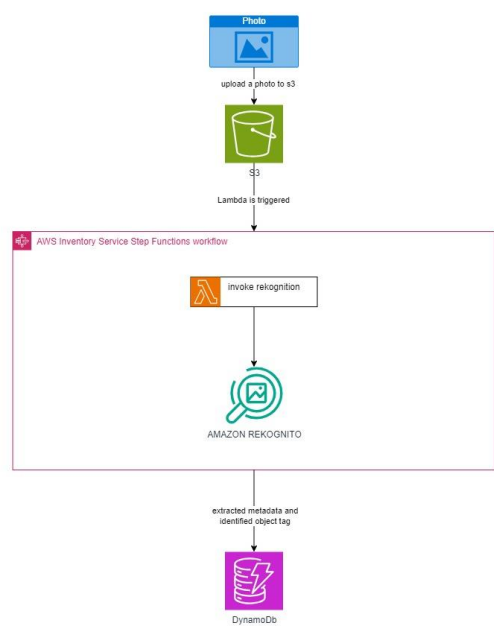 Photo
upload a photo to s3
S3
Lambda is triggered
AWS Inventory Service Step Functions workflow
invoke rekognition
AMAZON REKOGNITO
extracted metadata and
identified object tag
DynamoDb